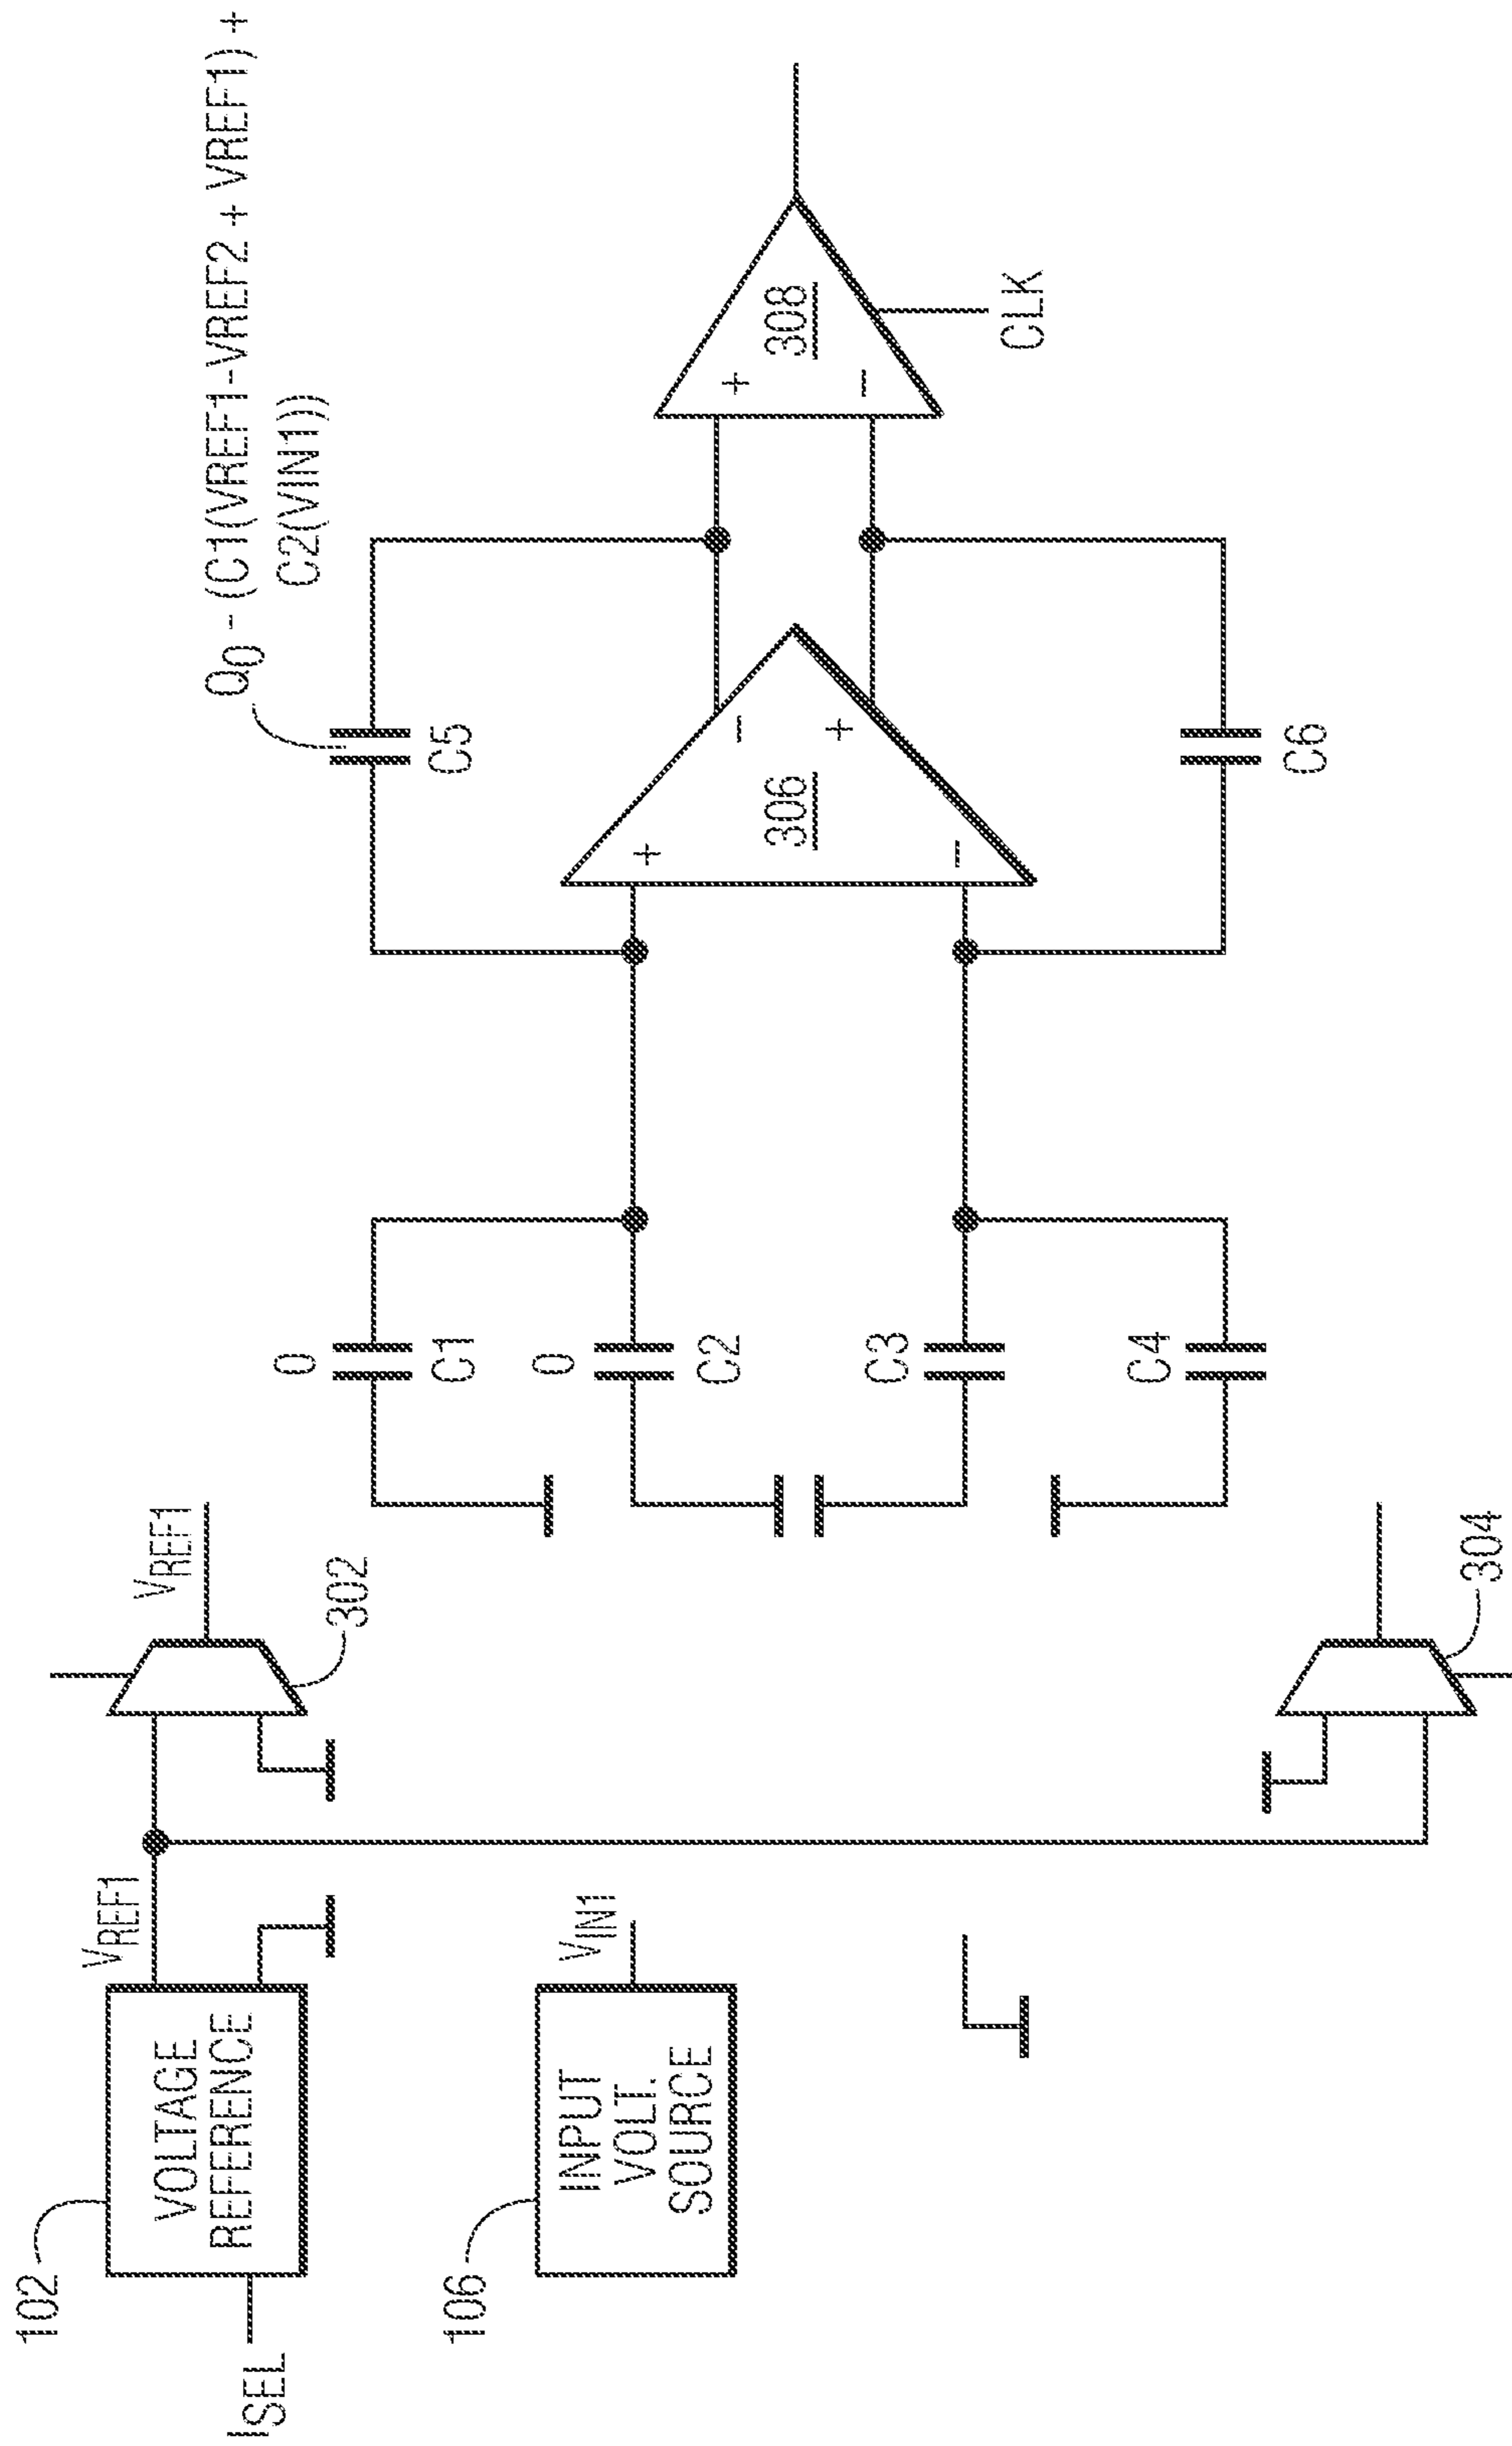 Q0 - (C1(VREF1-VREF2 + VREF1) +
C2(VIN1))
102
VOLTAGE
REFERENCE
ISEL
VREF1
VREF1
302
0
C1
0
C2
C3
C4
C5
+
-
306
-
+
+
-
308
CLK
C6
106
INPUT
VOLT.
SOURCE
VIN1
304